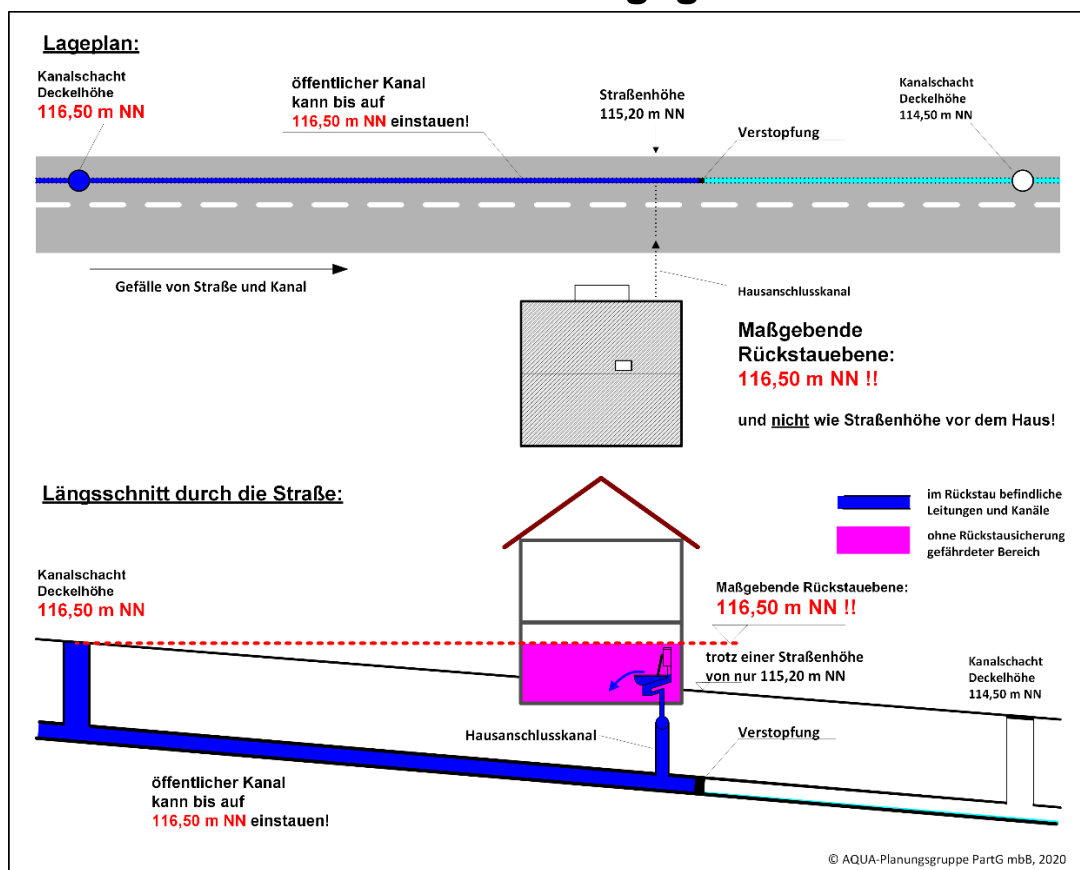 Lageplan:
Kanalschacht
Deckelhöhe
116,50 m NN
öffentlicher Kanal
kann bis auf
116,50 m NN einstauen!
Straßenhöhe
115,20 m NN
Verstopfung
Kanalschacht
Deckelhöhe
114,50 m NN
Gefälle von Straße und Kanal
Hausanschlusskanal
Maßgebende
Rückstauebene:
116,50 m NN !!
und nicht wie Straßenhöhe vor dem Haus!
Längsschnitt durch die Straße:
im Rückstau befindliche
Leitungen und Kanäle
ohne Rückstausicherung
gefährdeter Bereich
Kanalschacht
Deckelhöhe
116,50 m NN
Maßgebende Rückstauebene:
116,50 m NN !!
trotz einer Straßenhöhe
von nur 115,20 m NN
Kanalschacht
Deckelhöhe
114,50 m NN
Hausanschlusskanal
Verstopfung
öffentlicher Kanal
kann bis auf
116,50 m NN einstauen!
© AQUA-Planungsgruppe PartG mbB, 2020